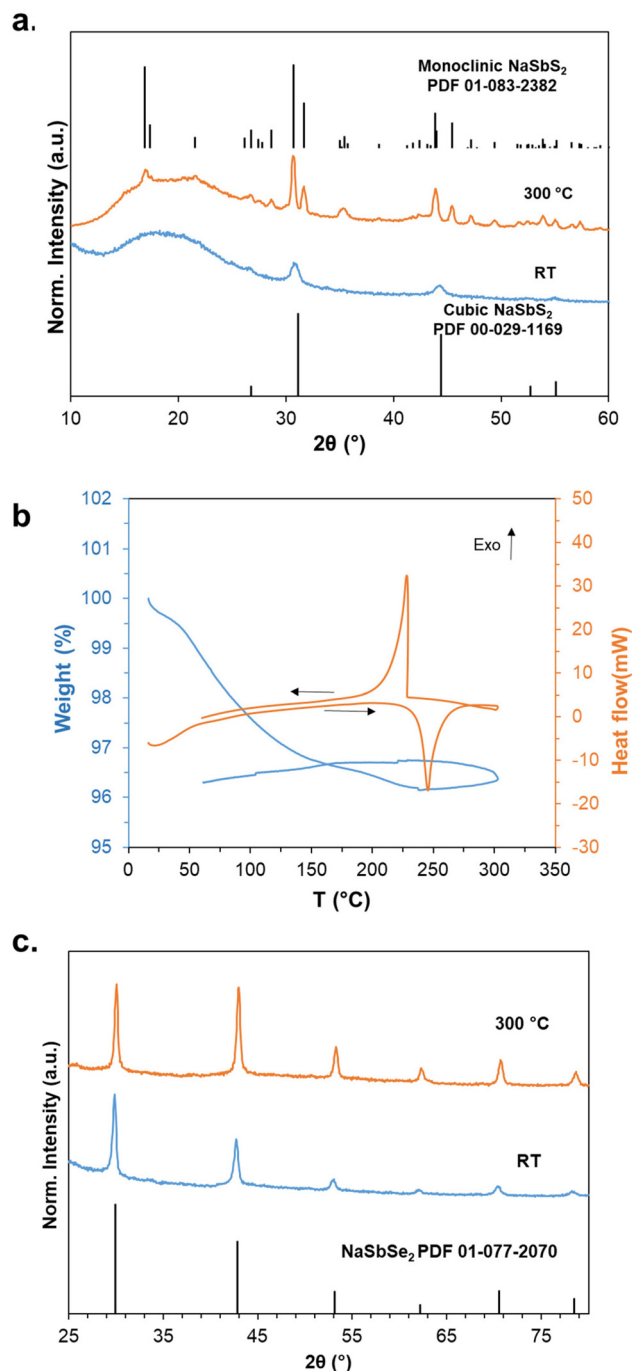 a.
Monoclinic NaSbS₂
PDF 01-083-2382
300 °C
RT
Cubic NaSbS₂
PDF 00-029-1169
Norm. Intensity (a.u.)
10 20 30 40 50 60
2θ (°)
b
102
101
100
99
98
97
96
95
Weight (%)
Exo
50
40
30
20
10
0
-10
-20
-30
Heat flow(mW)
0 50 100 150 200 250 300 350
T (°C)
c.
300 °C
RT
NaSbSe₂ PDF 01-077-2070
Norm. Intensity (a.u.)
25 35 45 55 65 75
2θ (°)